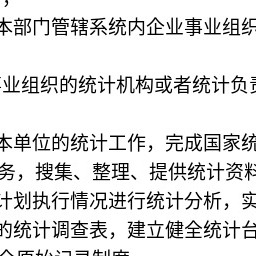 ，
本部门管辖系统内企业事业组织
事业组织的统计机构或者统计负责
本单位的统计工作，完成国家统
务，搜集、整理、提供统计资料
计划执行情况进行统计分析，实
的统计调查表，建立健全统计台